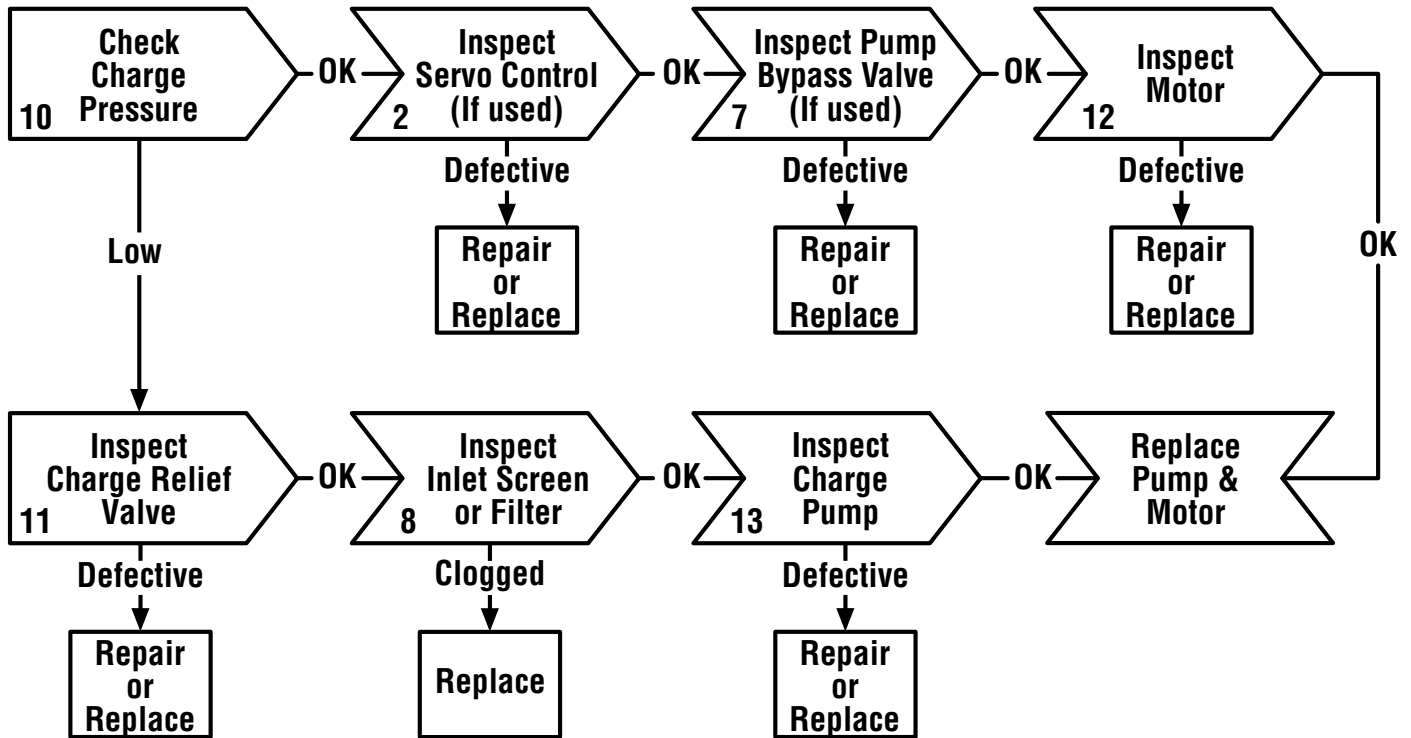 Check
Charge
Pressure
10
OK
Inspect
Servo Control
(If used)
2
OK
Inspect Pump
Bypass Valve
(If used)
7
OK
Inspect
Motor
12
Defective
Repair
or
Replace
Defective
Repair
or
Replace
Defective
Repair
or
Replace
OK
Low
Inspect
Charge Relief
Valve
11
OK
Inspect
Inlet Screen
or Filter
8
OK
Inspect
Charge
Pump
13
OK
Replace
Pump &
Motor
Defective
Repair
or
Replace
Clogged
Replace
Defective
Repair
or
Replace